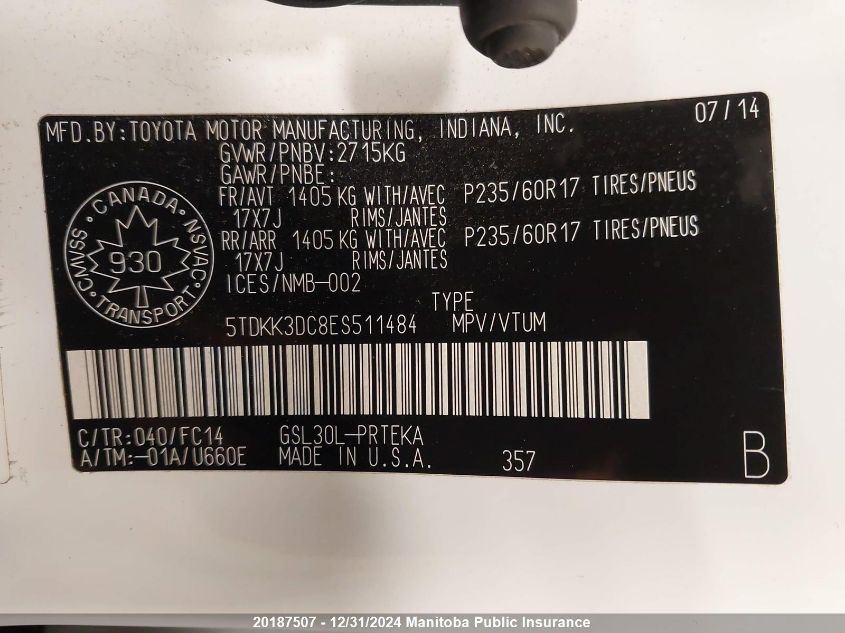 MFD.BY:TOYOTA MOTOR MANUFACTURING, INDIANA, INC. 07/14
GVWR/PNBV:2715KG
GAWR/PNBE:
FR/AVT 1405 KG WITH/AVEC P235/60R17 TIRES/PNEUS
17X7J RIMS/JANTES
RR/ARR 1405 KG WITH/AVEC P235/60R17 TIRES/PNEUS
17X7J RIMS/JANTES
ICES/NMB-002
CMVSS · CANADA · NSVAC · TRANSPORT
930
TYPE
5TDKK3DC8ES511484 MPV/VTUM
C/TR:040/FC14 GSL30L-PRTEKA
A/TM:-01A/U660E MADE IN U.S.A. 357 B
20187507 - 12/31/2024 Manitoba Public Insurance